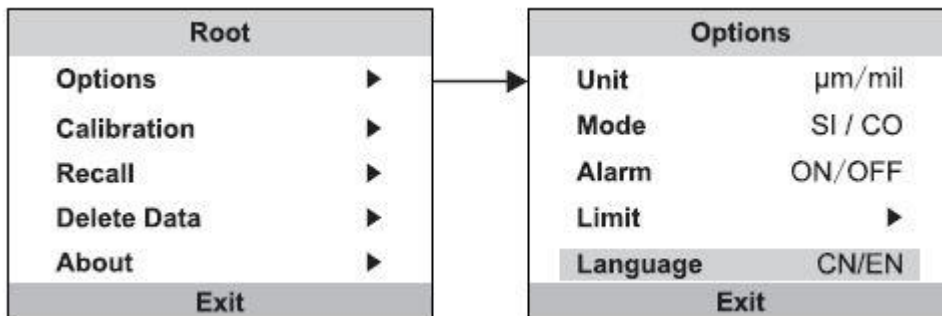 Root
Options ▶
Calibration ▶
Recall ▶
Delete Data ▶
About ▶
Exit
Options
Unit µm/mil
Mode SI / CO
Alarm ON/OFF
Limit ▶
Language CN/EN
Exit